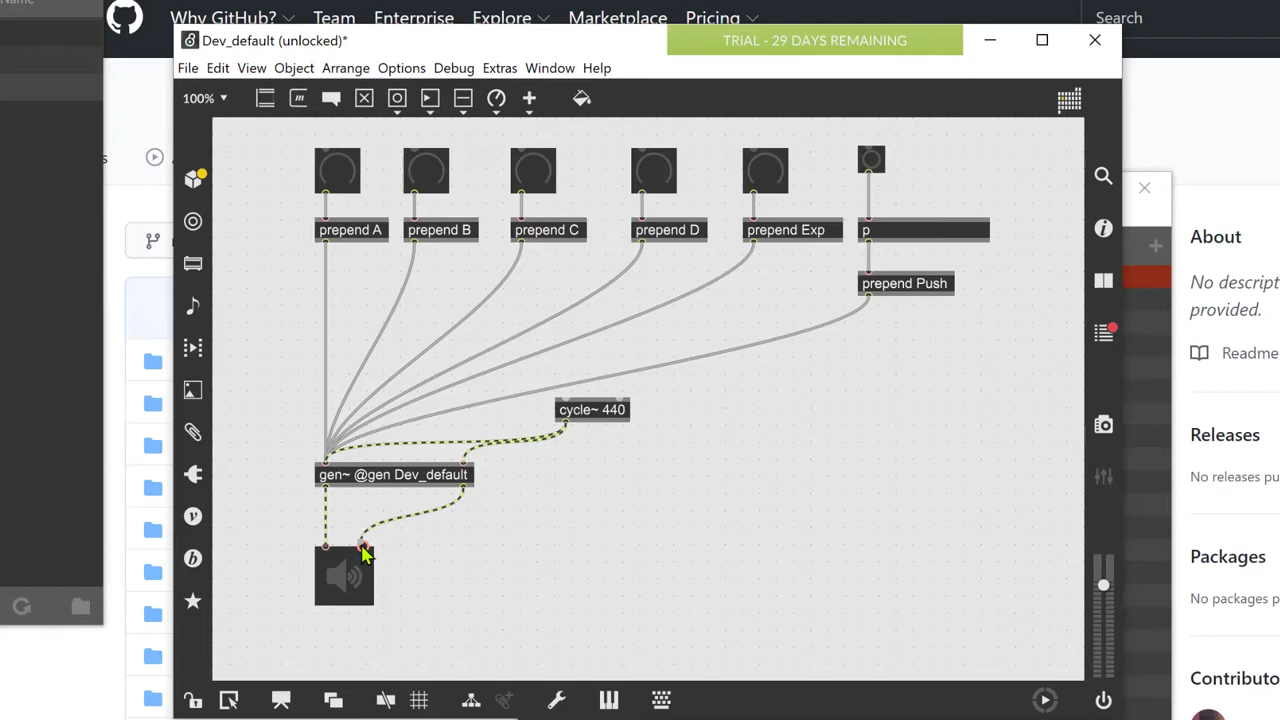 Why GitHub?
Team
Enterprise
Explore
Marketplace
Pricing
Search
Name
Dev_default (unlocked)*
TRIAL - 29 DAYS REMAINING
File Edit View Object Arrange Options Debug Extras Window Help
100%
prepend A
prepend B
prepend C
prepend D
prepend Exp
p
prepend Push
cycle~ 440
gen~ @gen Dev_default
About
No descript
provided.
Readme
Releases
No releases pu
Packages
No packages p
Contributo